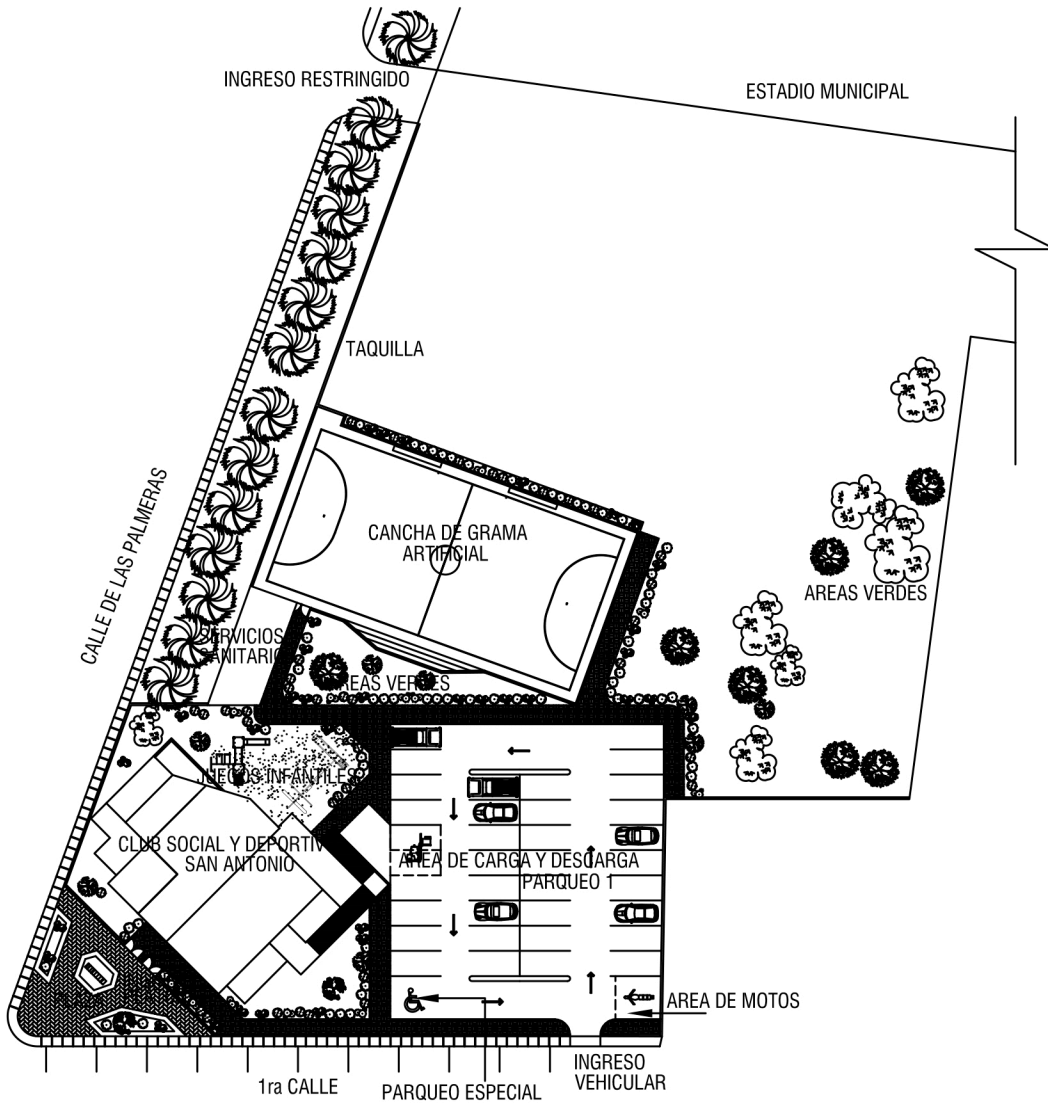 INGRESO RESTRINGIDO
ESTADIO MUNICIPAL
TAQUILLA
CALLE DE LAS PALMERAS
CANCHA DE GRAMA
ARTIFICIAL
AREAS VERDES
SERVICIOS
SANITARIO
AREAS VERDES
JUEGOS INFANTILES
CLUB SOCIAL Y DEPORTIV
SAN ANTONIO
AREA DE CARGA Y DESCARGA
PARQUEO 1
AREA DE MOTOS
INGRESO
VEHICULAR
1ra CALLE
PARQUEO ESPECIAL